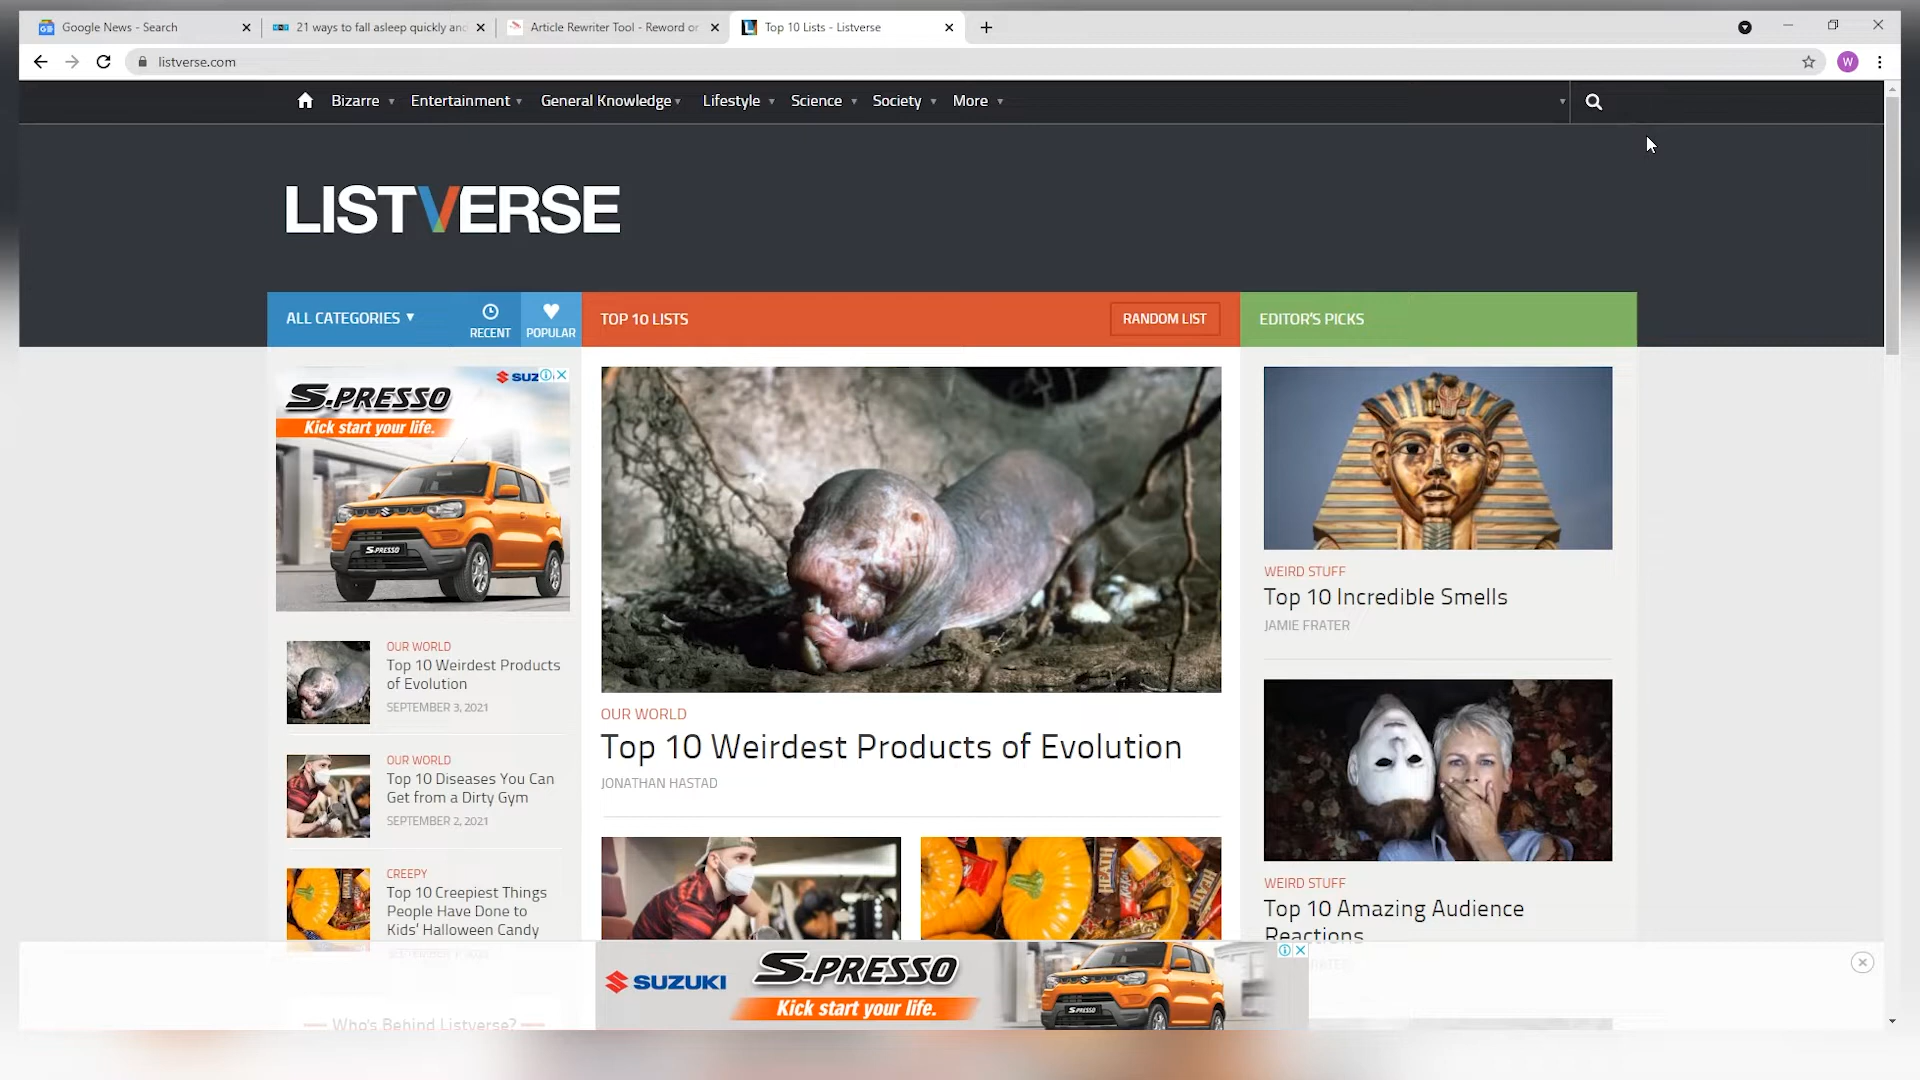 Google News - Search
21 ways to fall asleep quickly and
Article Rewriter Tool - Reword or
Top 10 Lists - Listverse
listverse.com
W
Bizarre
Entertainment
General Knowledge
Lifestyle
Science
Society
More
LISTVERSE
ALL CATEGORIES
RECENT
POPULAR
TOP 10 LISTS
RANDOM LIST
EDITOR'S PICKS
SUZ
S-PRESSO
Kick start your life.
S-PRESSO
OUR WORLD
Top 10 Weirdest Products
of Evolution
SEPTEMBER 3, 2021
OUR WORLD
Top 10 Diseases You Can
Get from a Dirty Gym
SEPTEMBER 2, 2021
CREEPY
Top 10 Creepiest Things
People Have Done to
Kids' Halloween Candy
Who's Behind Listverse?
OUR WORLD
Top 10 Weirdest Products of Evolution
JONATHAN HASTAD
HEATH
WEIRD STUFF
Top 10 Incredible Smells
JAMIE FRATER
WEIRD STUFF
Top 10 Amazing Audience
Reactions
SUZUKI
S-PRESSO
Kick start your life.
S-PRESSO